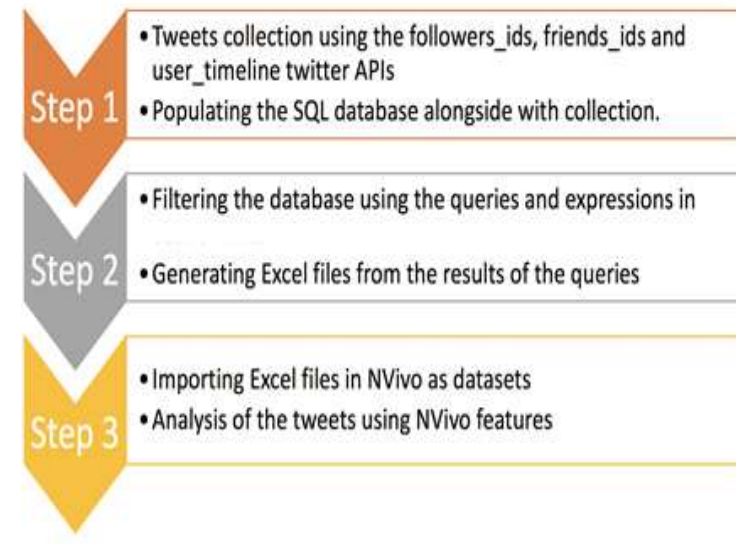 Step 1
•Tweets collection using the followers_ids, friends_ids and
user_timeline twitter APIs
•Populating the SQL database alongside with collection.
Step 2
•Filtering the database using the queries and expressions in
•Generating Excel files from the results of the queries
Step 3
•Importing Excel files in NVivo as datasets
•Analysis of the tweets using NVivo features